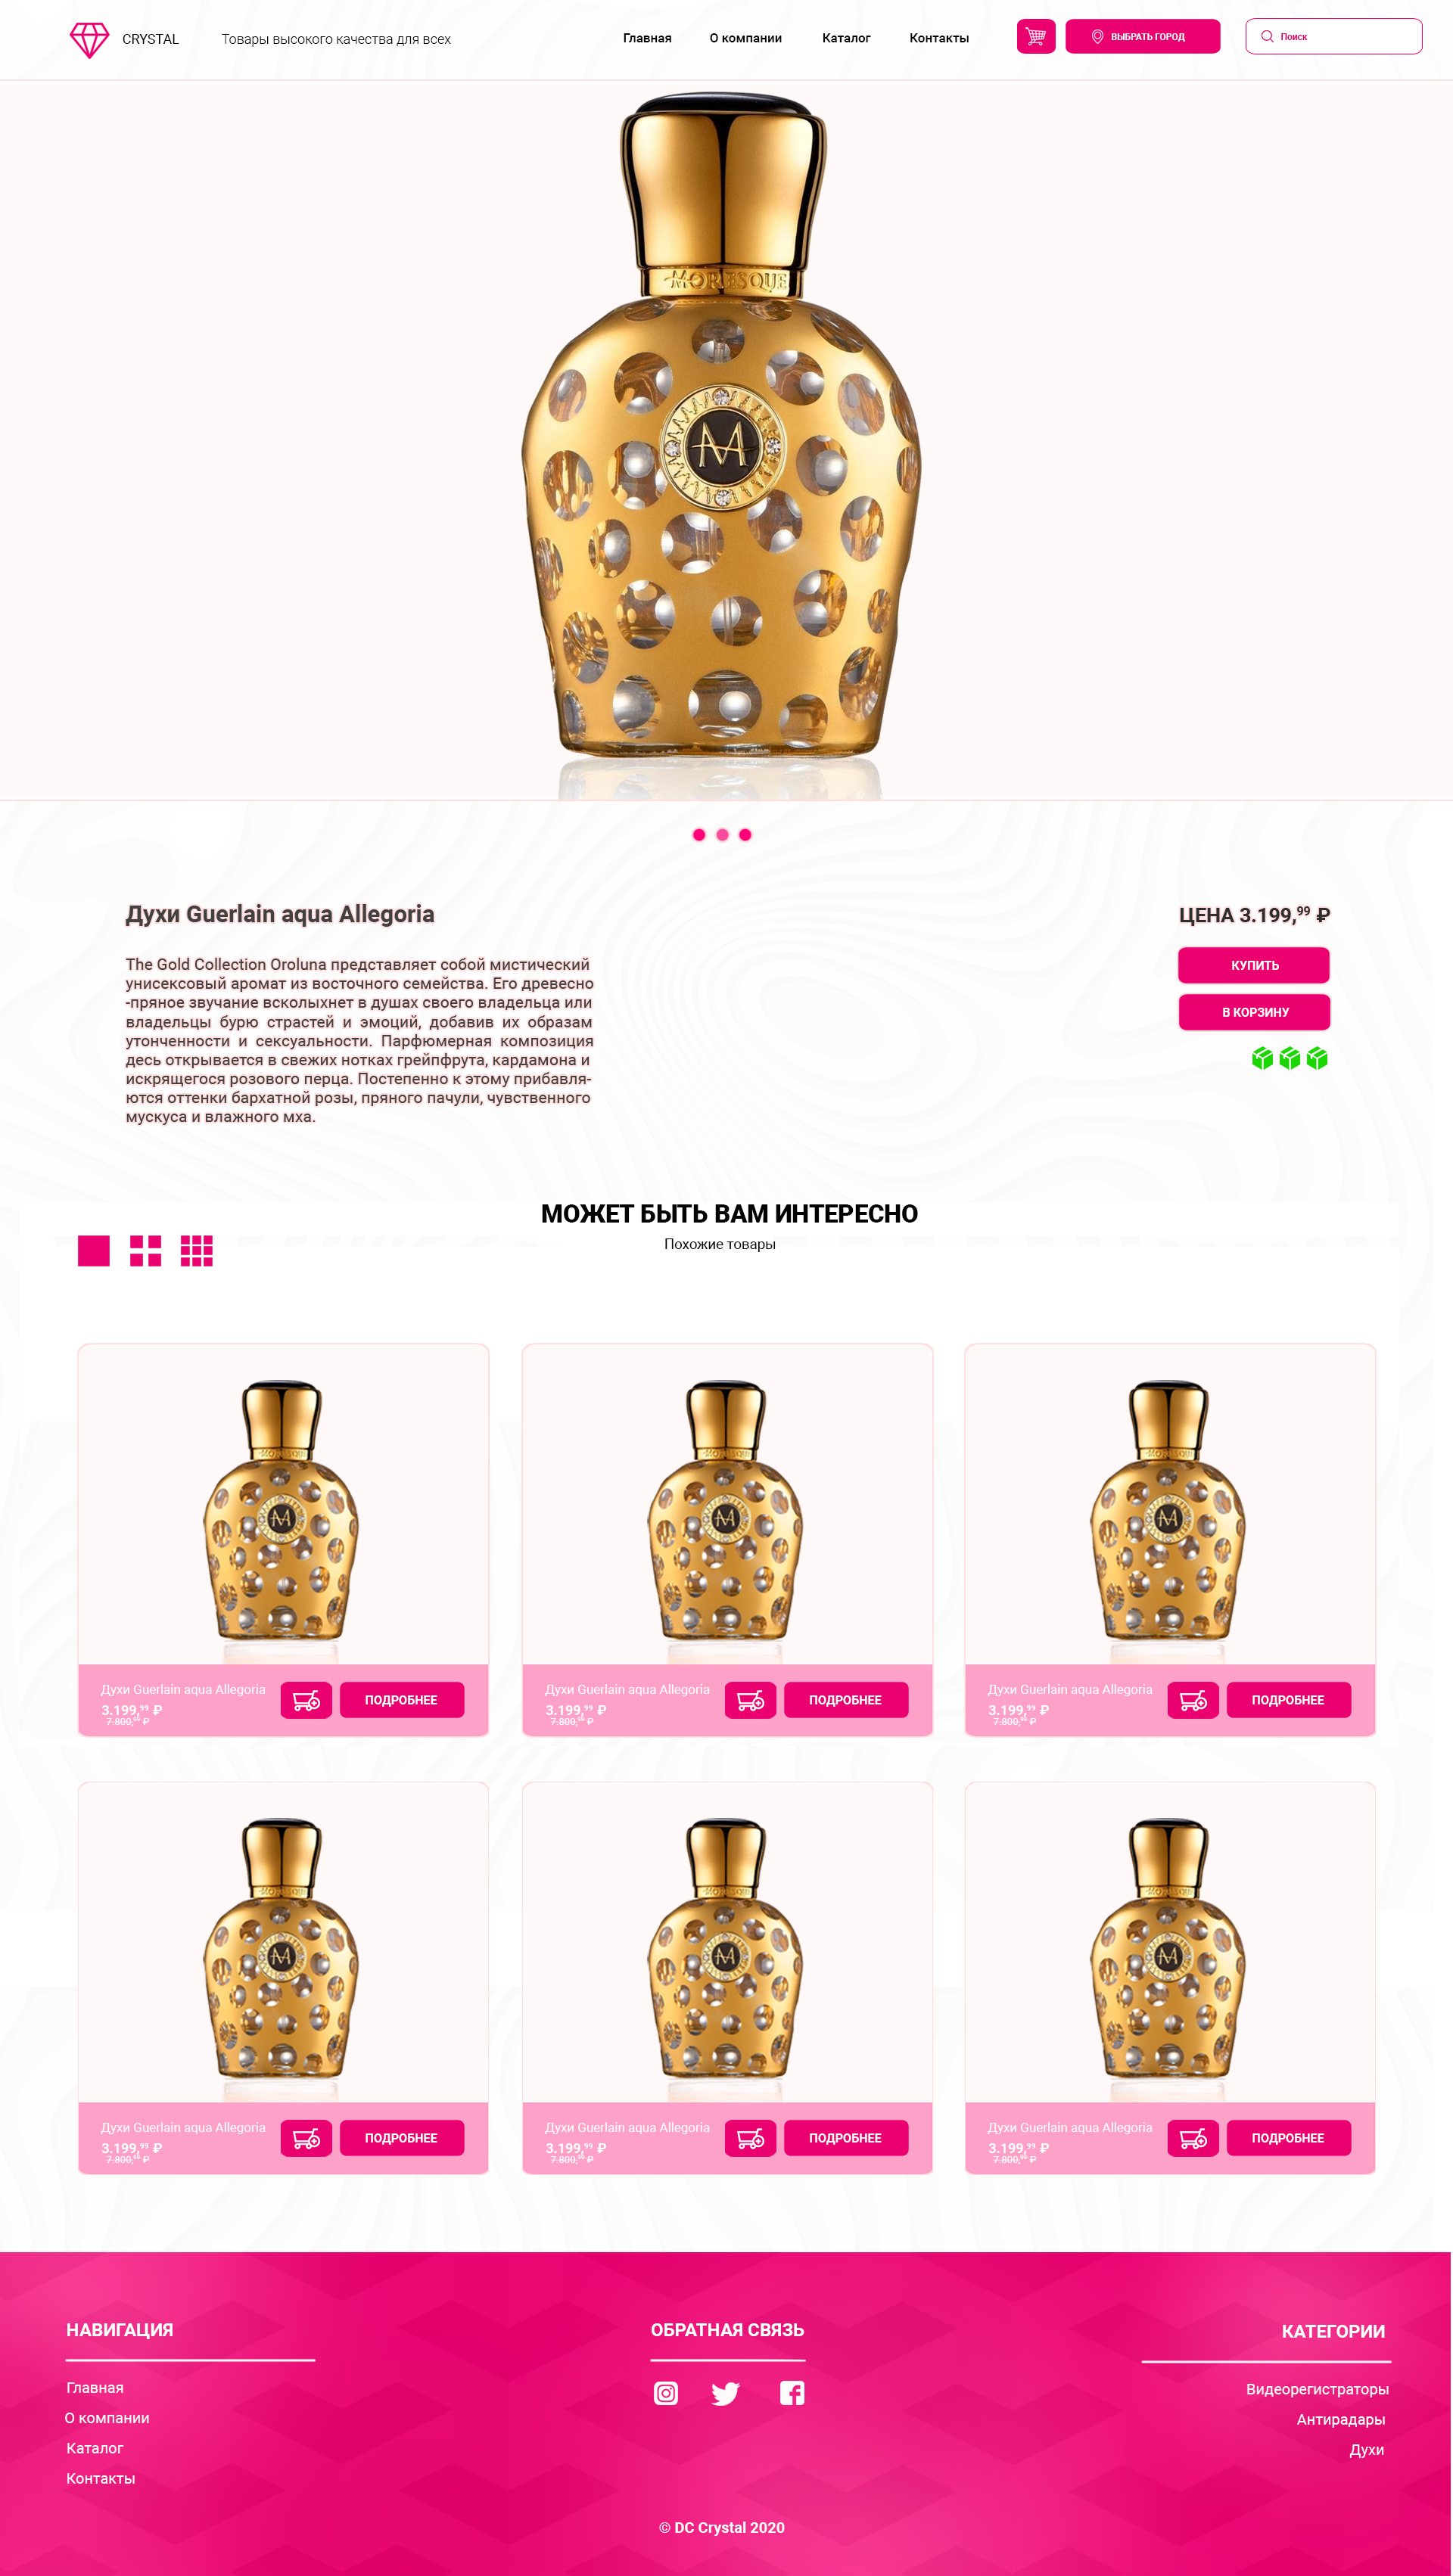 CRYSTAL
Товары высокого качества для всех
Главная
О компании
Каталог
Контакты
ВЫБРАТЬ ГОРОД
Поиск
MORESQUE
M
Духи Guerlain aqua Allegoria
ЦЕНА 3.199,99 ₽
The Gold Collection Oroluna представляет собой мистический
унисексовый аромат из восточного семейства. Его древесно
-пряное звучание всколыхнет в душах своего владельца или
владельцы бурю страстей и эмоций, добавив их образам
утонченности и сексуальности. Парфюмерная композиция
десь открывается в свежих нотках грейпфрута, кардамона и
искрящегося розового перца. Постепенно к этому прибавля-
ются оттенки бархатной розы, пряного пачули, чувственного
мускуса и влажного мха.
КУПИТЬ
В КОРЗИНУ
МОЖЕТ БЫТЬ ВАМ ИНТЕРЕСНО
Похожие товары
MORESQUE
M
MORESQUE
M
MORESQUE
M
Духи Guerlain aqua Allegoria
3.199,99 ₽
7.800,99 ₽
ПОДРОБНЕЕ
Духи Guerlain aqua Allegoria
3.199,99 ₽
7.800,99 ₽
ПОДРОБНЕЕ
Духи Guerlain aqua Allegoria
3.199,99 ₽
7.800,99 ₽
ПОДРОБНЕЕ
MORESQUE
M
MORESQUE
M
MORESQUE
M
Духи Guerlain aqua Allegoria
3.199,99 ₽
7.800,99 ₽
ПОДРОБНЕЕ
Духи Guerlain aqua Allegoria
3.199,99 ₽
7.800,99 ₽
ПОДРОБНЕЕ
Духи Guerlain aqua Allegoria
3.199,99 ₽
7.800,99 ₽
ПОДРОБНЕЕ
НАВИГАЦИЯ
Главная
О компании
Каталог
Контакты
ОБРАТНАЯ СВЯЗЬ
КАТЕГОРИИ
Видеорегистраторы
Антирадары
Духи
© DC Crystal 2020